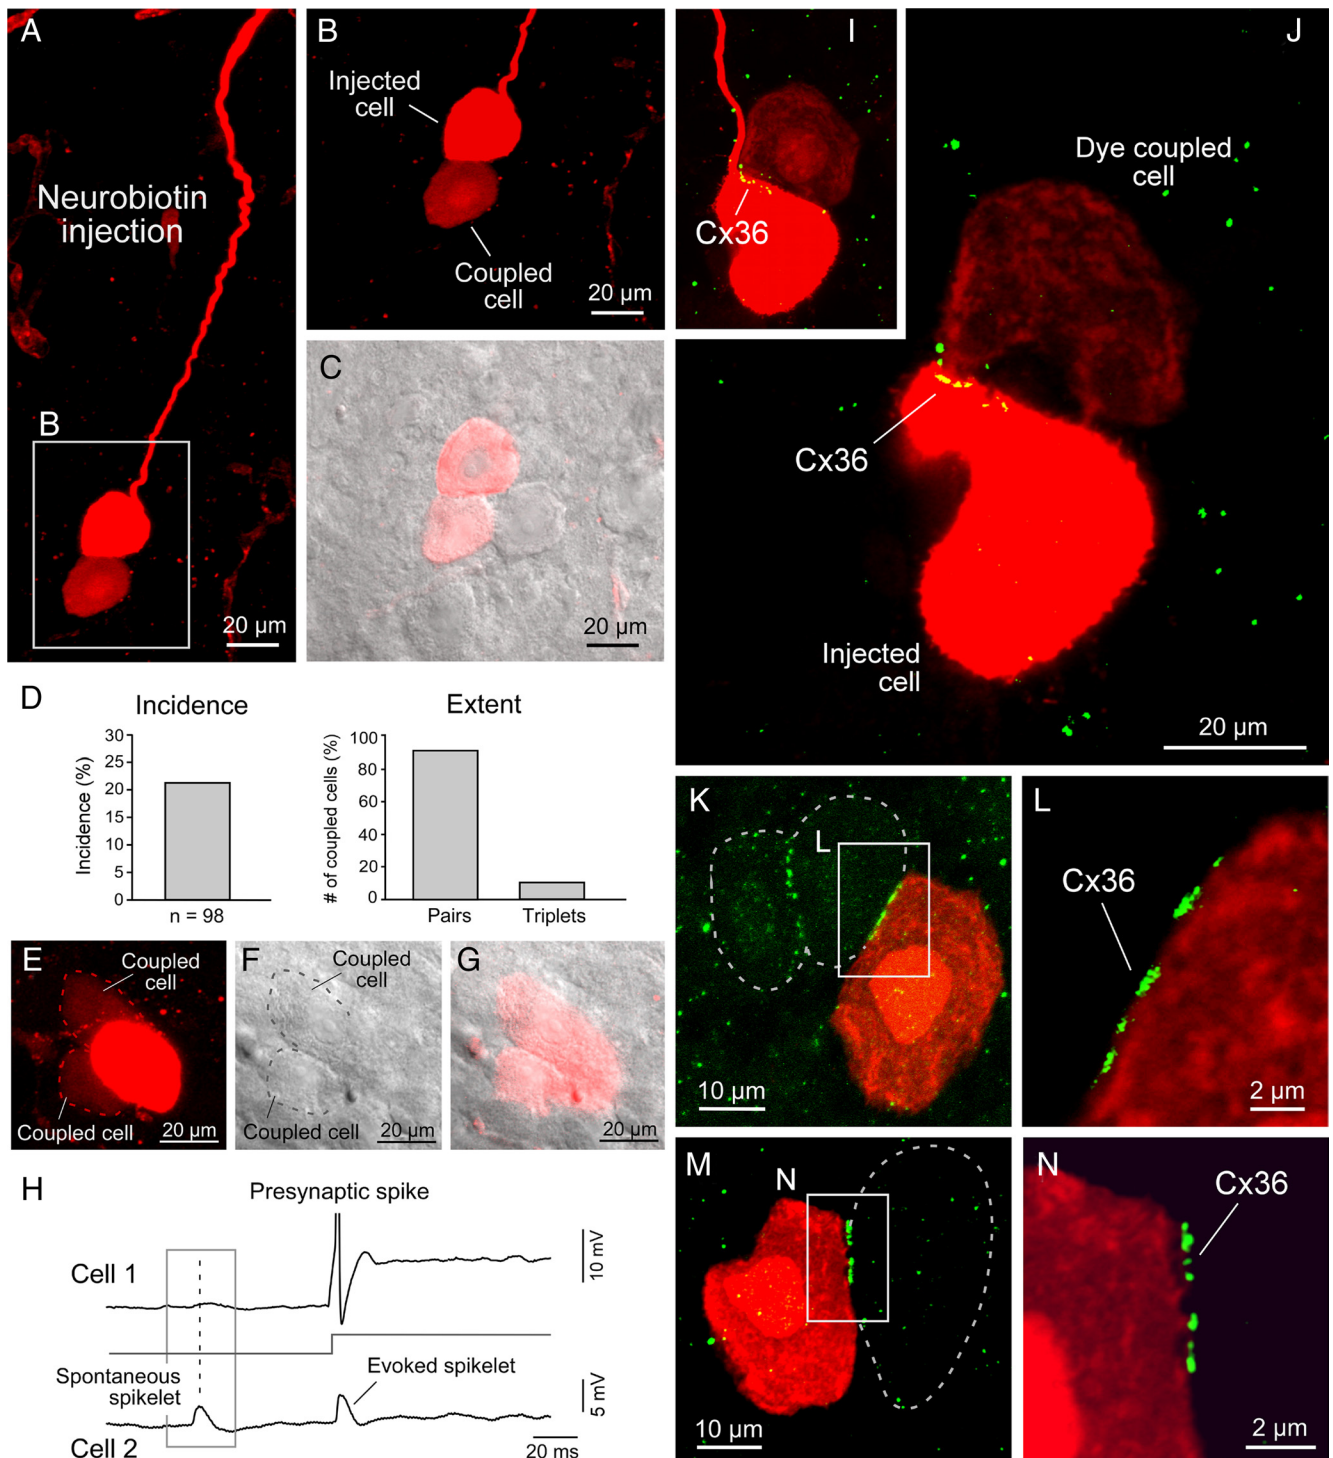 A
Neurobiotin
injection
B
20 µm
B
Injected
cell
Coupled
cell
20 µm
C
20 µm
D
Incidence
Incidence (%)
30
25
20
15
10
5
0
n = 98
Extent
# of coupled cells (%)
100
80
60
40
20
0
Pairs
Triplets
E
Coupled
cell
Coupled cell
20 µm
F
Coupled
cell
Coupled cell
20 µm
G
20 µm
H
Presynaptic spike
Cell 1
10 mV
Spontaneous
spikelet
Evoked spikelet
5 mV
Cell 2
20 ms
I
Cx36
J
Dye coupled
cell
Cx36
Injected
cell
20 µm
K
L
10 µm
L
Cx36
2 µm
M
N
10 µm
N
Cx36
2 µm